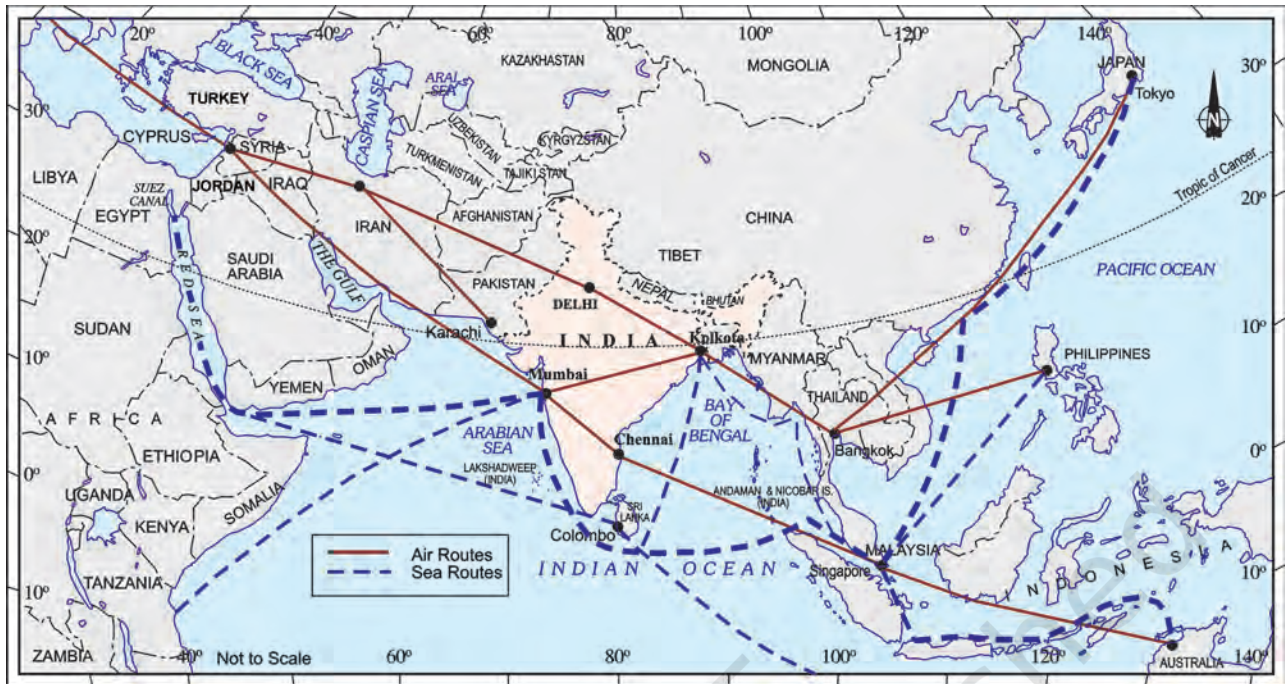 20º 40º 60º 80º 100º 120º 140º
BLACK SEA
KAZAKHASTAN
MONGOLIA
JAPAN
30º
30º
ARAL
SEA
Tokyo
TURKEY
CASPIAN SEA
UZBEKISTAN
KYRGYZSTAN
N
CYPRUS
SYRIA
TURKMENISTAN
TAJIKISTAN
Tropic of Cancer
LIBYA
SUEZ
CANAL
JORDAN
IRAQ
20º
EGYPT
IRAN
AFGHANISTAN
CHINA
20º
SAUDI
ARABIA
THE GULF
PAKISTAN
TIBET
PACIFIC OCEAN
RED SEA
DELHI
NEPAL
BHUTAN
SUDAN
Karachi
INDIA
Kolkota
10º
10º
OMAN
MYANMAR
PHILIPPINES
YEMEN
Mumbai
THAILAND
AFRICA
ARABIAN
SEA
Chennai
BAY
OF
BENGAL
Bangkok
0º
ETHIOPIA
LAKSHADWEEP
(INDIA)
0º
UGANDA
SOMALIA
SRI
LANKA
ANDAMAN & NICOBAR IS.
(INDIA)
KENYA
Colombo
MALAYSIA
Air Routes
Sea Routes
INDIAN OCEAN
Singapore
INDONESIA
TANZANIA
10º
10º
ZAMBIA
40º
Not to Scale
60º
80º
100º
120º
AUSTRALIA
140º